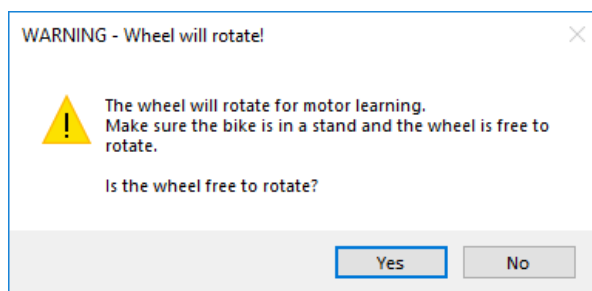 WARNING - Wheel will rotate!
The wheel will rotate for motor learning.
Make sure the bike is in a stand and the wheel is free to
rotate.
Is the wheel free to rotate?
Yes
No